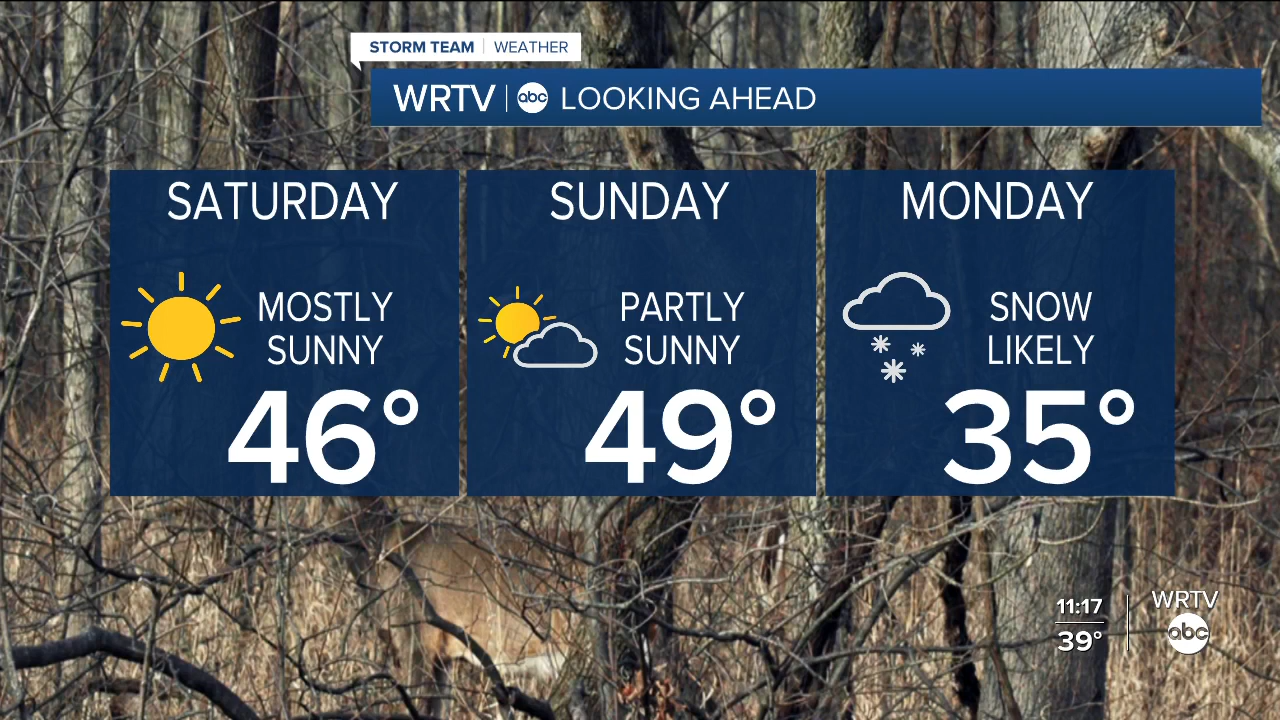 STORM TEAM | WEATHER
WRTV | abc LOOKING AHEAD
SATURDAY
MOSTLY
SUNNY
46°
SUNDAY
PARTLY
SUNNY
49°
MONDAY
SNOW
LIKELY
35°
11:17
39°
WRTV
abc